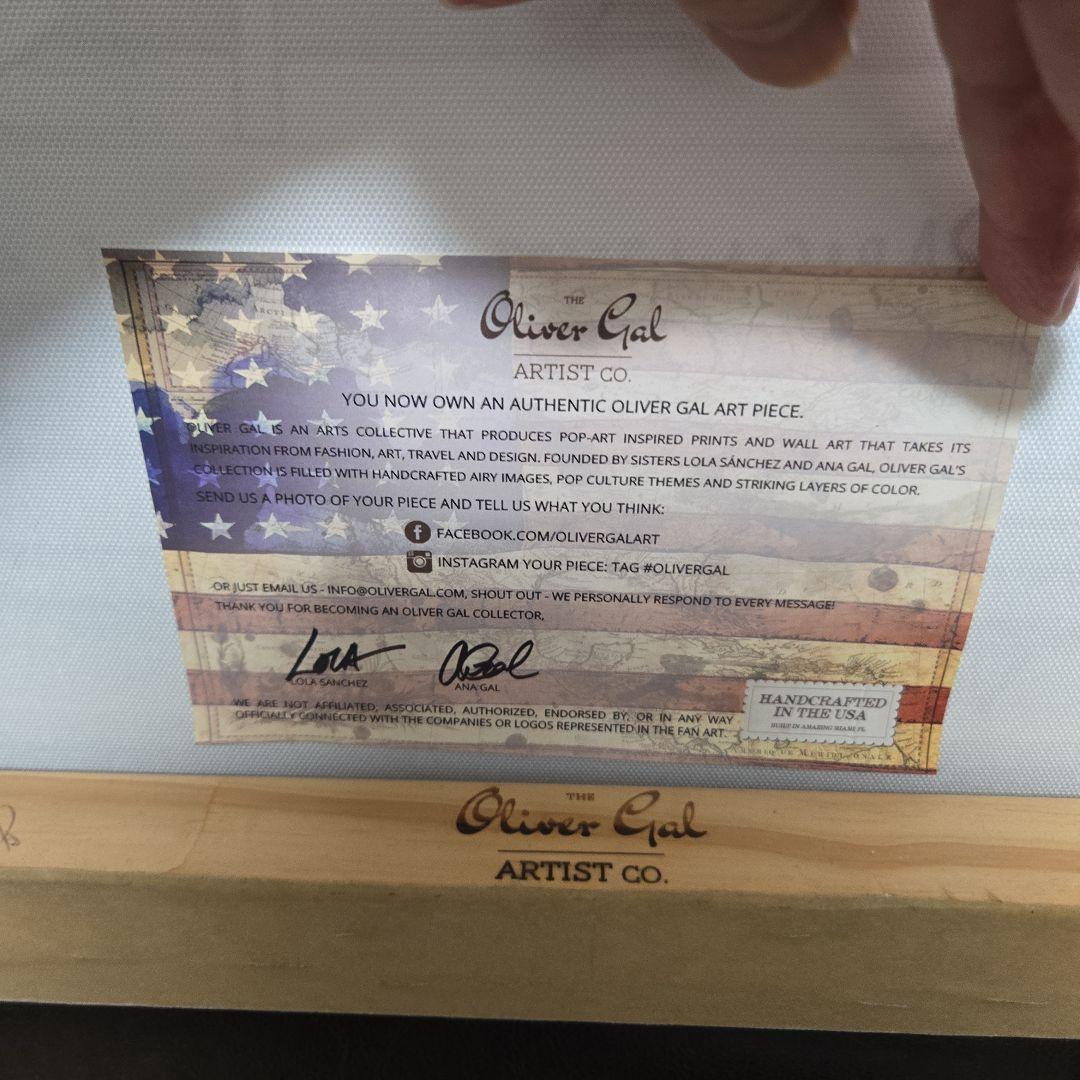 THE
Oliver Gal
ARTIST CO.
YOU NOW OWN AN AUTHENTIC OLIVER GAL ART PIECE.
OLIVER GAL IS AN ARTS COLLECTIVE THAT PRODUCES POP-ART INSPIRED PRINTS AND WALL ART THAT TAKES ITS
INSPIRATION FROM FASHION, ART, TRAVEL AND DESIGN. FOUNDED BY SISTERS LOLA SÁNCHEZ AND ANA GAL, OLIVER GAL'S
COLLECTION IS FILLED WITH HANDCRAFTED AIRY IMAGES, POP CULTURE THEMES AND STRIKING LAYERS OF COLOR.
SEND US A PHOTO OF YOUR PIECE AND TELL US WHAT YOU THINK:
FACEBOOK.COM/OLIVERGALART
INSTAGRAM YOUR PIECE: TAG #OLIVERGAL
OR JUST EMAIL US - INFO@OLIVERGAL.COM, SHOUT OUT - WE PERSONALLY RESPOND TO EVERY MESSAGE!
THANK YOU FOR BECOMING AN OLIVER GAL COLLECTOR,
LOLA
LOLA SANCHEZ
ANA GAL
WE ARE NOT AFFILIATED, ASSOCIATED, AUTHORIZED, ENDORSED BY, OR IN ANY WAY
OFFICIALLY CONNECTED WITH THE COMPANIES OR LOGOS REPRESENTED IN THE FAN ART.
HANDCRAFTED
IN THE USA
IN AMAZING MIAMI FL
THE
Oliver Gal
ARTIST CO.